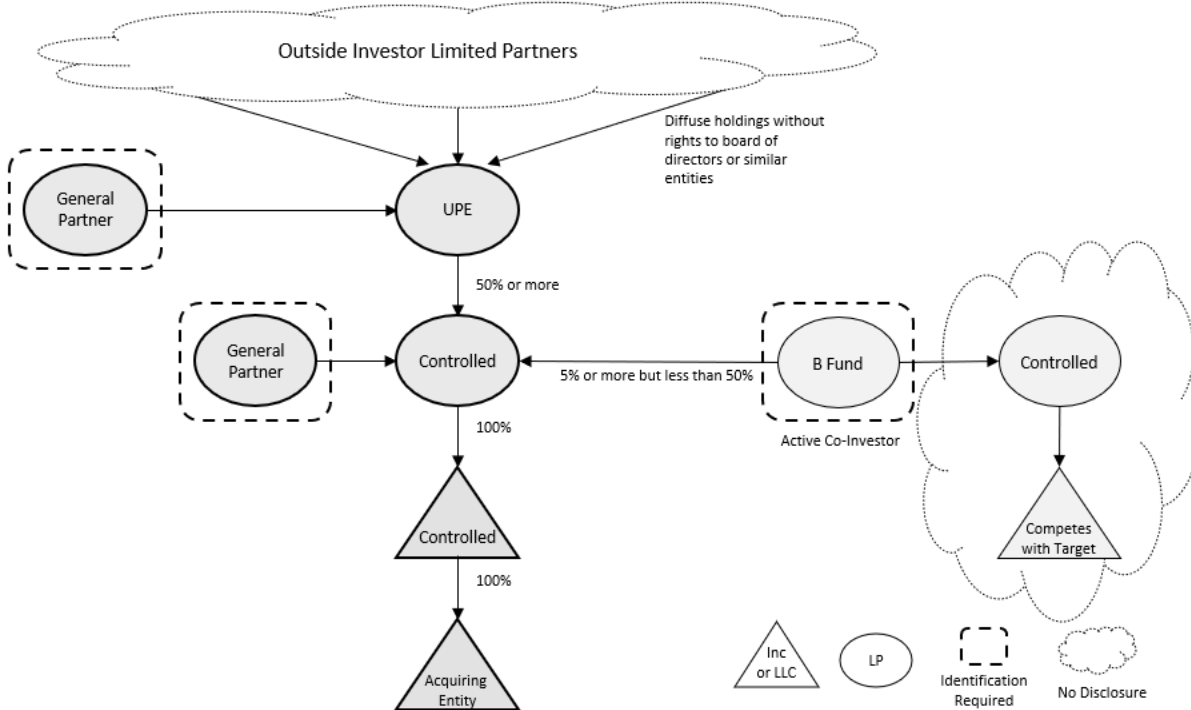 Outside Investor Limited Partners
Diffuse holdings without
rights to board of
directors or similar
entities
General
Partner
UPE
50% or more
General
Partner
Controlled
5% or more but less than 50%
B Fund
Controlled
Active Co-Investor
100%
Controlled
Competes
with Target
100%
Acquiring
Entity
Inc
or LLC
LP
Identification
Required
No Disclosure